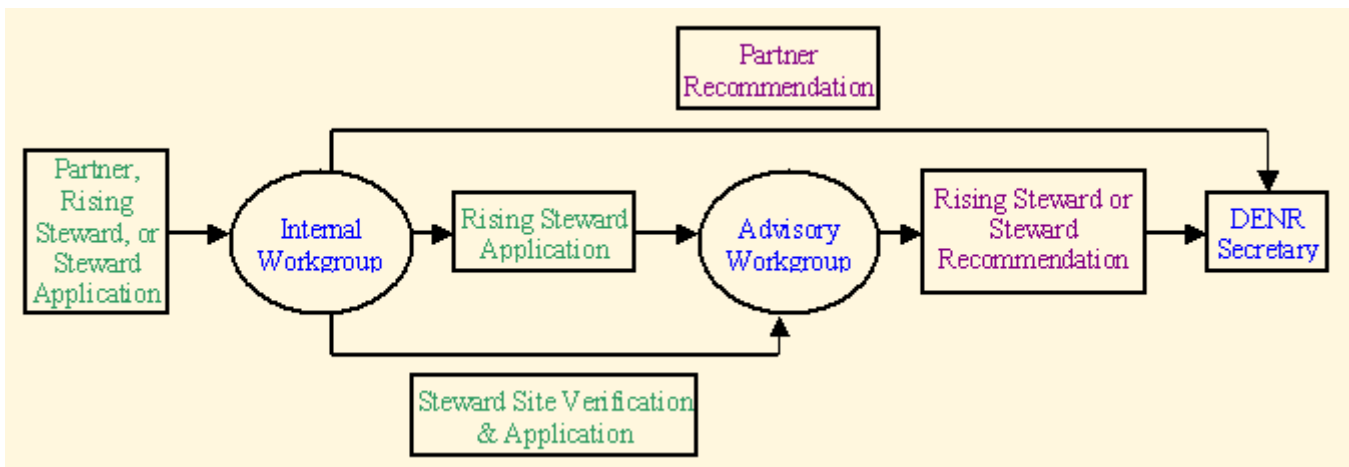 Partner
Recommendation
Partner,
Rising
Steward, or
Steward
Application
Internal
Workgroup
Rising Steward
Application
Advisory
Workgroup
Rising Steward or
Steward
Recommendation
DENR
Secretary
Steward Site Verification
& Application